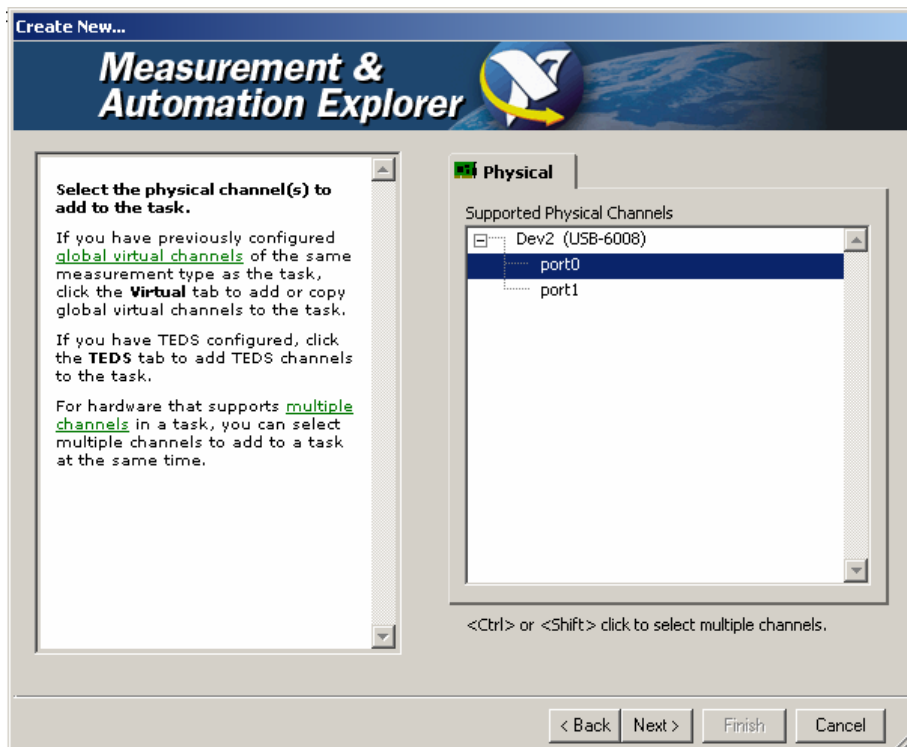 Create New...
Measurement &
Automation Explorer
Select the physical channel(s) to
add to the task.
If you have previously configured
global virtual channels of the same
measurement type as the task,
click the Virtual tab to add or copy
global virtual channels to the task.
If you have TEDS configured, click
the TEDS tab to add TEDS channels
to the task.
For hardware that supports multiple
channels in a task, you can select
multiple channels to add to a task
at the same time.
Physical
Supported Physical Channels
Dev2 (USB-6008)
port0
port1
<Ctrl> or <Shift> click to select multiple channels.
< Back
Next >
Finish
Cancel